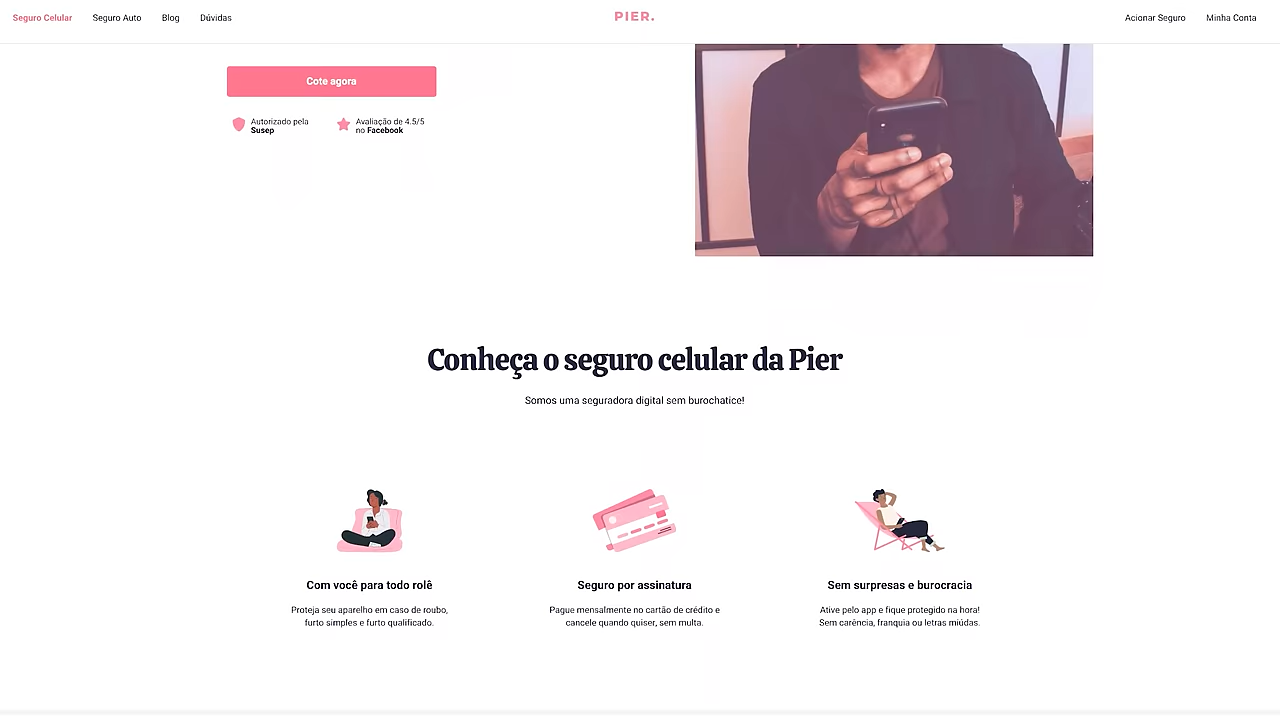 Seguro Celular Seguro Auto Blog Dúvidas PIER. Acionar Seguro Minha Conta
Cote agora
Autorizado pela
Susep
Avaliação de 4.5/5
no Facebook
Conheça o seguro celular da Pier
Somos uma seguradora digital sem burochatice!
Com você para todo rolê
Proteja seu aparelho em caso de roubo,
furto simples e furto qualificado.
Seguro por assinatura
Pague mensalmente no cartão de crédito e
cancele quando quiser, sem multa.
Sem surpresas e burocracia
Ative pelo app e fique protegido na hora!
Sem carência, franquia ou letras miúdas.